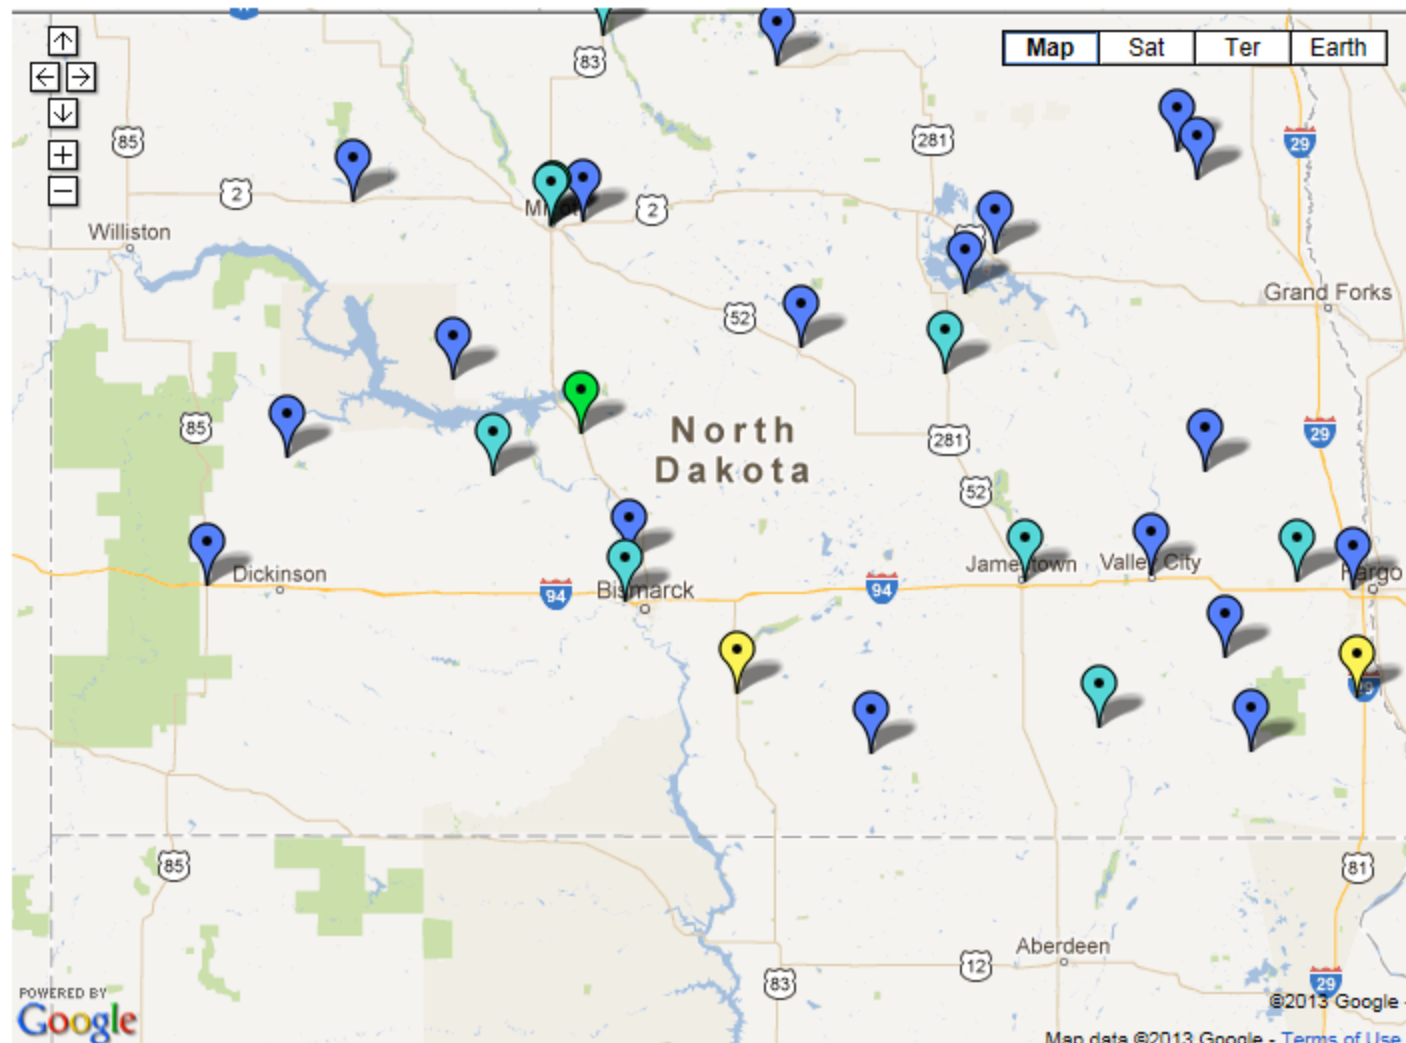 Map Sat Ter Earth
83
85
281
29
2
2
Williston
Grand Forks
52
85
North
Dakota
281
29
52
Dickinson
94
Bismarck
94
Jamestown
Valley City
Fargo
29
85
81
Aberdeen
12
83
29
POWERED BY
Google
©2013 Google -
Map data ©2013 Google - Terms of Use